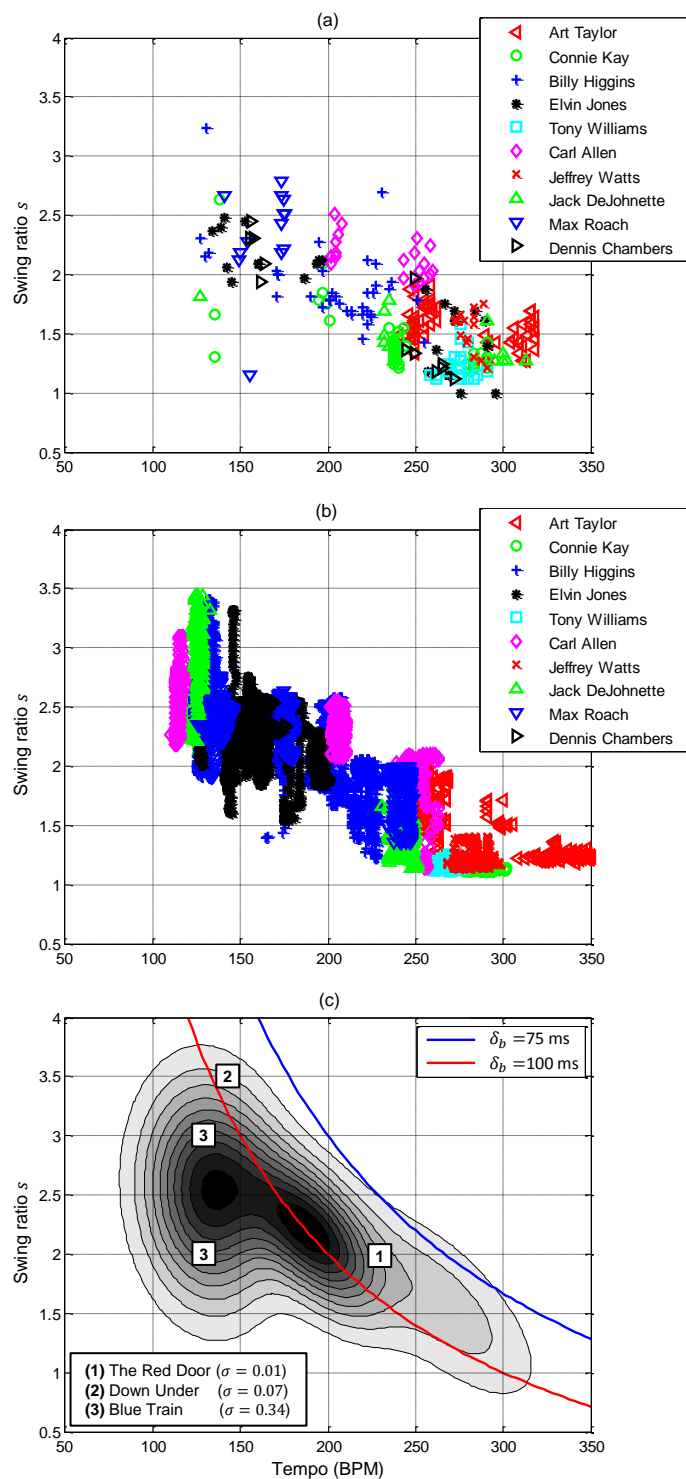 (a)
4
3.5
3
2.5
2
1.5
1
0.5
50
100
150
200
250
300
350
Swing ratio s
Art Taylor
Connie Kay
Billy Higgins
Elvin Jones
Tony Williams
Carl Allen
Jeffrey Watts
Jack DeJohnette
Max Roach
Dennis Chambers
(b)
4
3.5
3
2.5
2
1.5
1
0.5
50
100
150
200
250
300
350
Swing ratio s
Art Taylor
Connie Kay
Billy Higgins
Elvin Jones
Tony Williams
Carl Allen
Jeffrey Watts
Jack DeJohnette
Max Roach
Dennis Chambers
(c)
4
3.5
3
2.5
2
1.5
1
0.5
50
100
150
200
250
300
350
Swing ratio s
Tempo (BPM)
δb =75 ms
δb =100 ms
2
3
3
1
(1) The Red Door (σ = 0.01)
(2) Down Under (σ = 0.07)
(3) Blue Train (σ = 0.34)